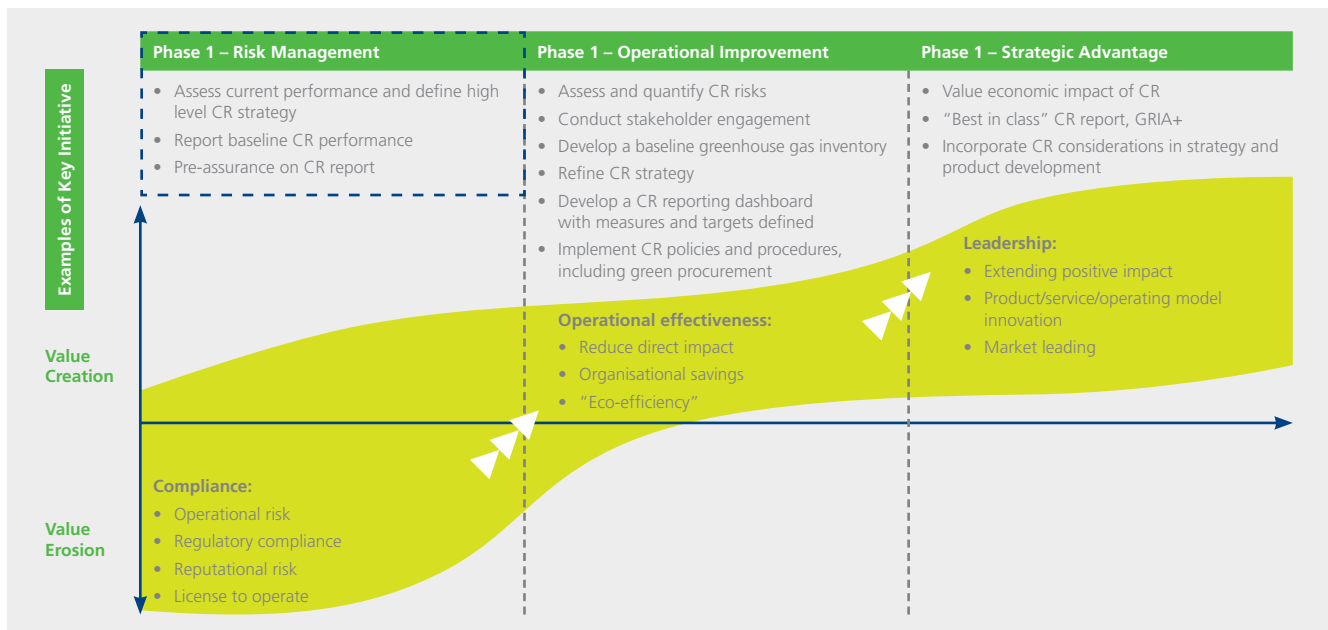 Phase 1 – Risk Management
Phase 1 – Operational Improvement
Phase 1 – Strategic Advantage
Examples of Key Initiative
• Assess current performance and define high
level CR strategy
• Report baseline CR performance
• Pre-assurance on CR report
• Assess and quantify CR risks
• Conduct stakeholder engagement
• Develop a baseline greenhouse gas inventory
• Refine CR strategy
• Develop a CR reporting dashboard
with measures and targets defined
• Implement CR policies and procedures,
including green procurement
• Value economic impact of CR
• “Best in class” CR report, GRIA+
• Incorporate CR considerations in strategy and
product development
Value
Creation
Value
Erosion
Compliance:
• Operational risk
• Regulatory compliance
• Reputational risk
• License to operate
Operational effectiveness:
• Reduce direct impact
• Organisational savings
• “Eco-efficiency”
Leadership:
• Extending positive impact
• Product/service/operating model
innovation
• Market leading